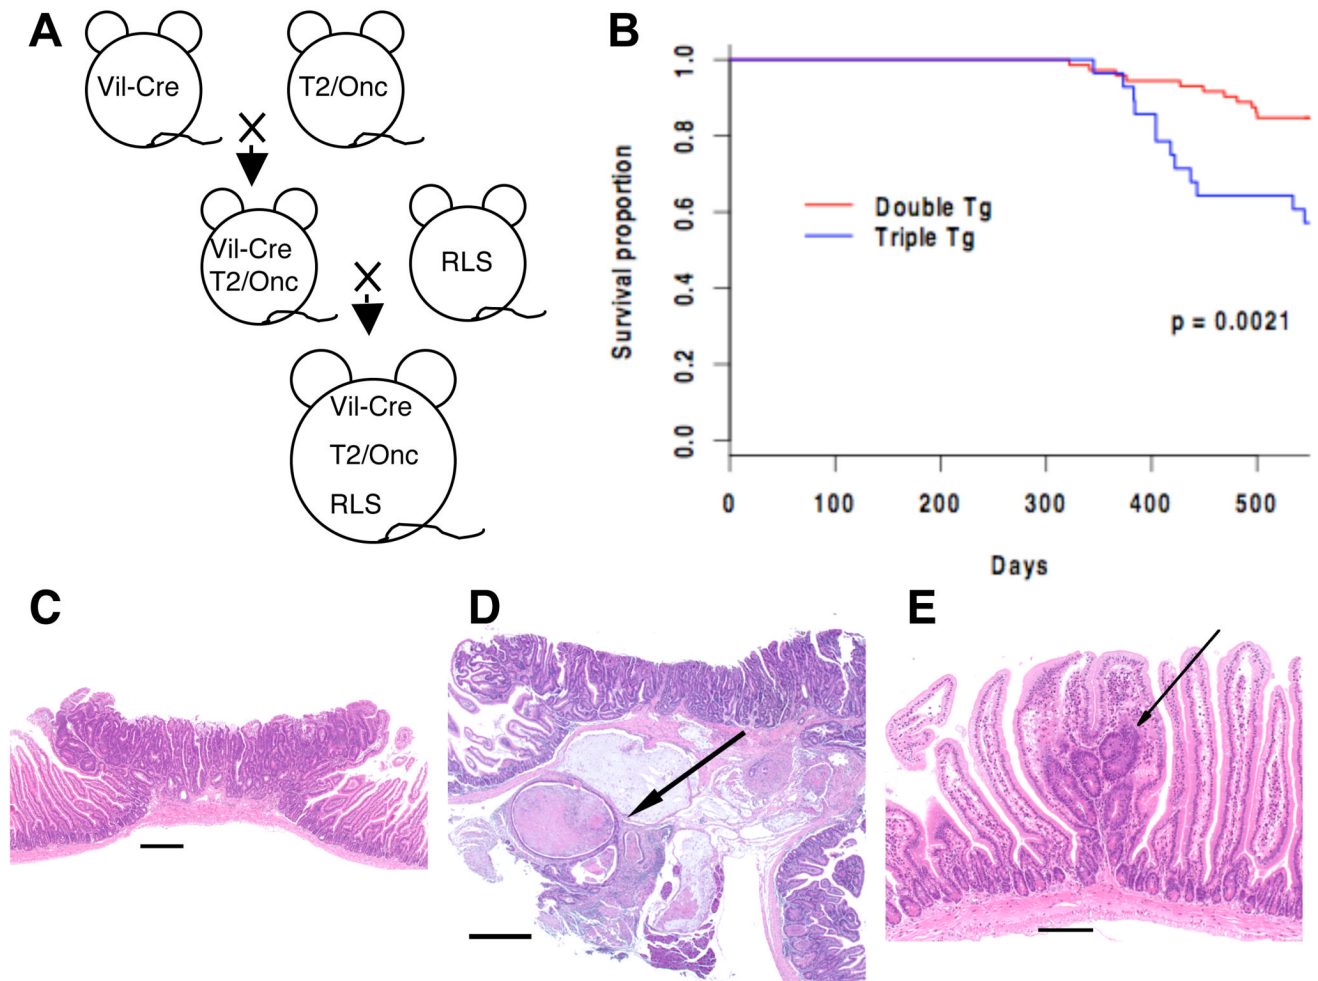 A
Vil-Cre
T2/Onc
Vil-Cre
T2/Onc
RLS
Vil-Cre
T2/Onc
RLS
B
Survival proportion
1.0
0.8
0.6
0.4
0.2
0.0
Double Tg
Triple Tg
p = 0.0021
0 100 200 300 400 500
Days
C
D
E